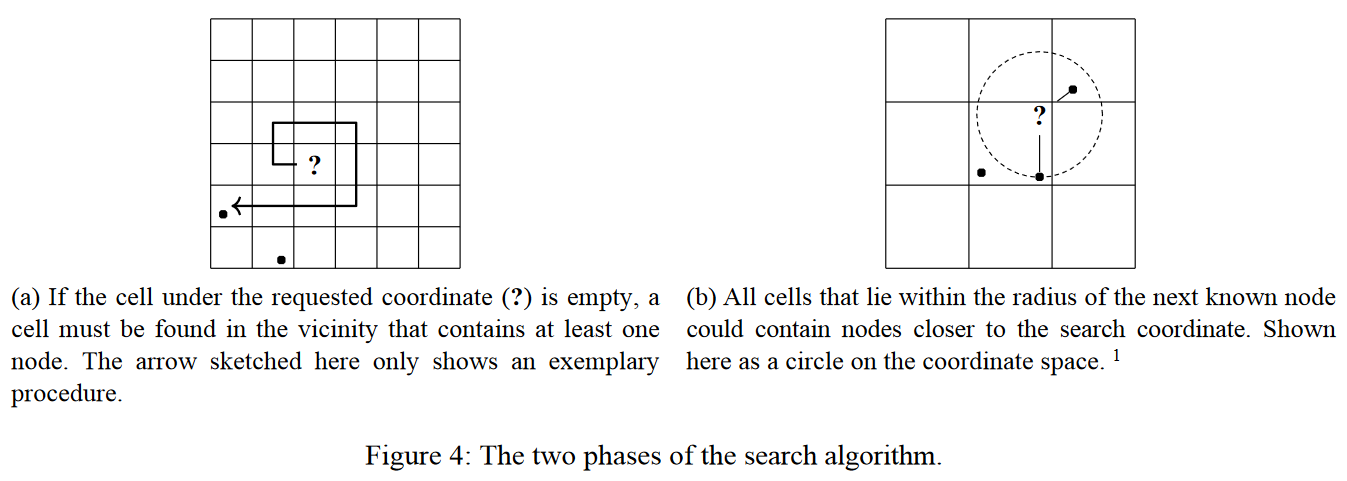 ?
?
(a) If the cell under the requested coordinate (?) is empty, a
cell must be found in the vicinity that contains at least one
node. The arrow sketched here only shows an exemplary
procedure.
(b) All cells that lie within the radius of the next known node
could contain nodes closer to the search coordinate. Shown
here as a circle on the coordinate space. 1
Figure 4: The two phases of the search algorithm.